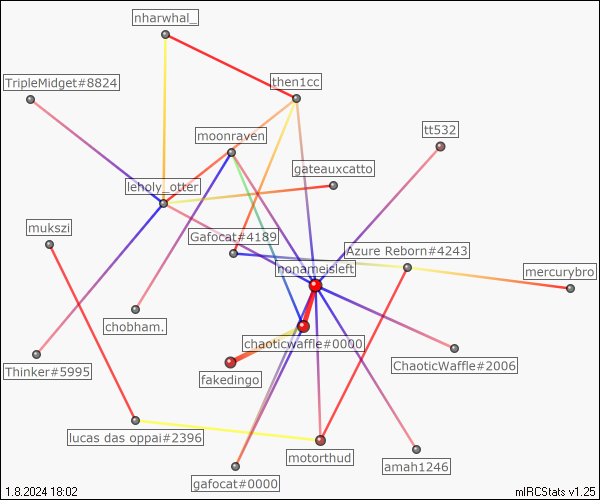 nharwhal_
TripleMidget#8824
then1cc
tt532
moonraven
gateauxcatto
leholy_otter
mukszi
Gafocat#4189
Azure Reborn#4243
nonameisleft
mercurybro
chobham.
chaoticwaffle#0000
Thinker#5995
ChaoticWaffle#2006
fakedingo
lucas das oppai#2396
motorthud
amah1246
gafocat#0000
1.8.2024 18:02
mIRCStats v1.25